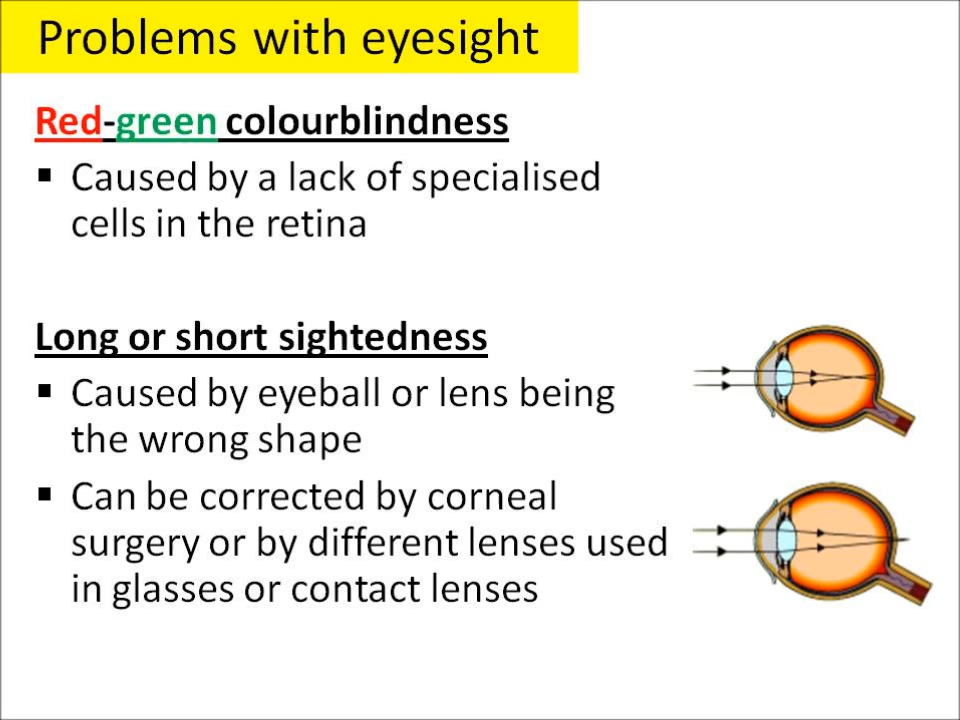 Problems with eyesight
Red-green colourblindness
▪ Caused by a lack of specialised
cells in the retina
Long or short sightedness
▪ Caused by eyeball or lens being
the wrong shape
▪ Can be corrected by corneal
surgery or by different lenses used
in glasses or contact lenses